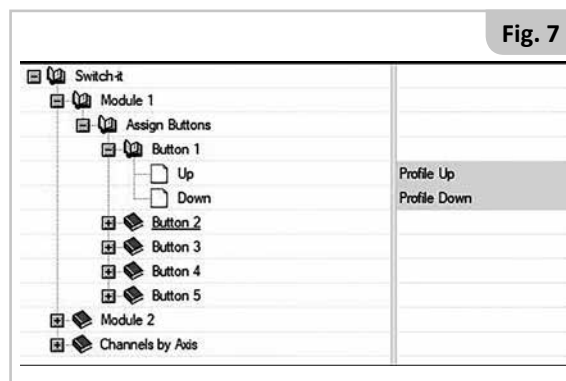 Fig. 7
Switch-it
Module 1
Assign Buttons
Button 1
Up Profile Up
Down Profile Down
Button 2
Button 3
Button 4
Button 5
Module 2
Channels by Axis